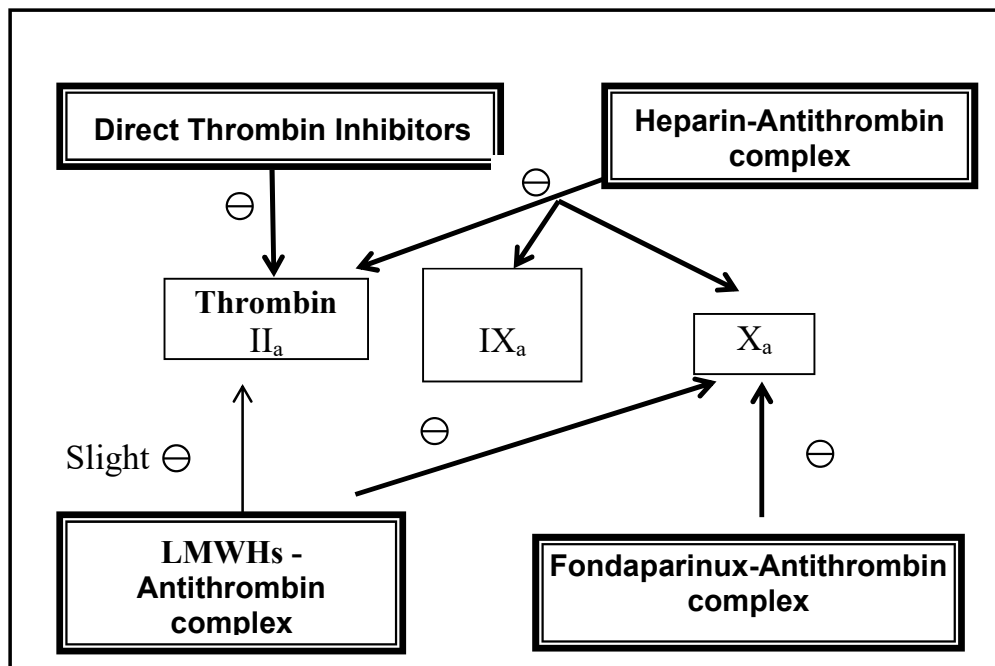 Direct Thrombin Inhibitors
Heparin-Antithrombin
complex
⊖
⊖
Thrombin
IIₐ
IXₐ
Xₐ
⊖
Slight ⊖
⊖
LMWHs -
Antithrombin
complex
Fondaparinux-Antithrombin
complex